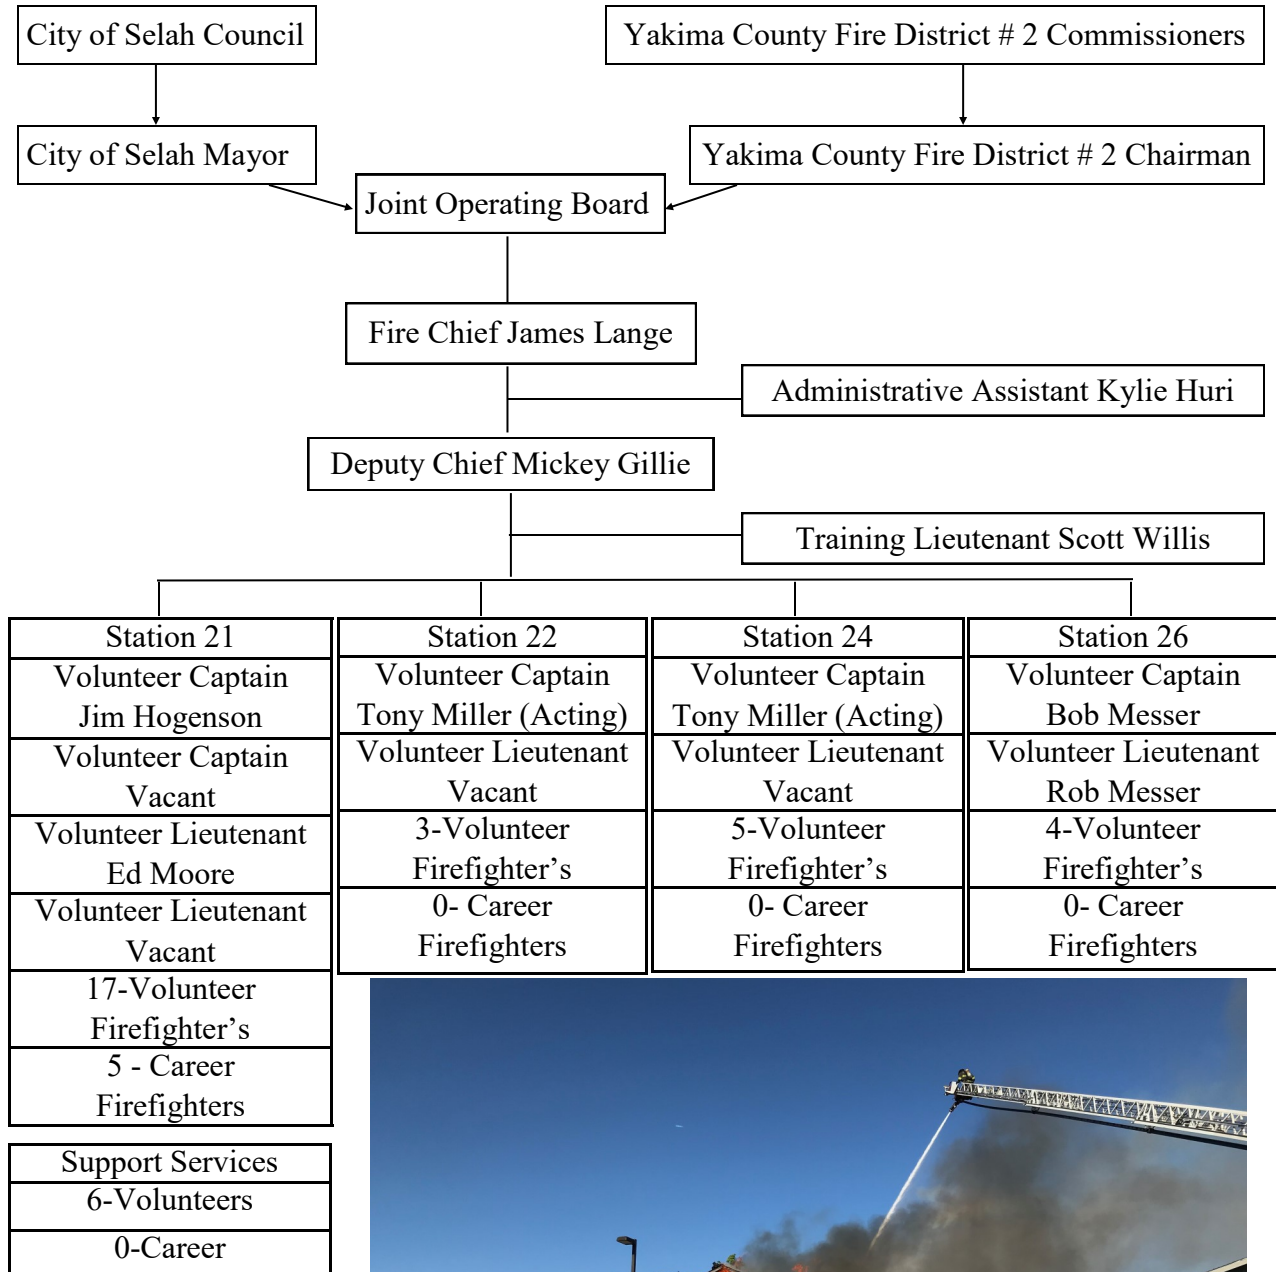 City of Selah Council
Yakima County Fire District # 2 Commissioners
City of Selah Mayor
Yakima County Fire District # 2 Chairman
Joint Operating Board
Fire Chief James Lange
Administrative Assistant Kylie Huri
Deputy Chief Mickey Gillie
Training Lieutenant Scott Willis
Station 21
Volunteer Captain
Jim Hogenson
Volunteer Captain
Vacant
Volunteer Lieutenant
Ed Moore
Volunteer Lieutenant
Vacant
17-Volunteer
Firefighter’s
5 - Career
Firefighters
Station 22
Volunteer Captain
Tony Miller (Acting)
Volunteer Lieutenant
Vacant
3-Volunteer
Firefighter’s
0- Career
Firefighters
Station 24
Volunteer Captain
Tony Miller (Acting)
Volunteer Lieutenant
Vacant
5-Volunteer
Firefighter’s
0- Career
Firefighters
Station 26
Volunteer Captain
Bob Messer
Volunteer Lieutenant
Rob Messer
4-Volunteer
Firefighter’s
0- Career
Firefighters
Support Services
6-Volunteers
0-Career